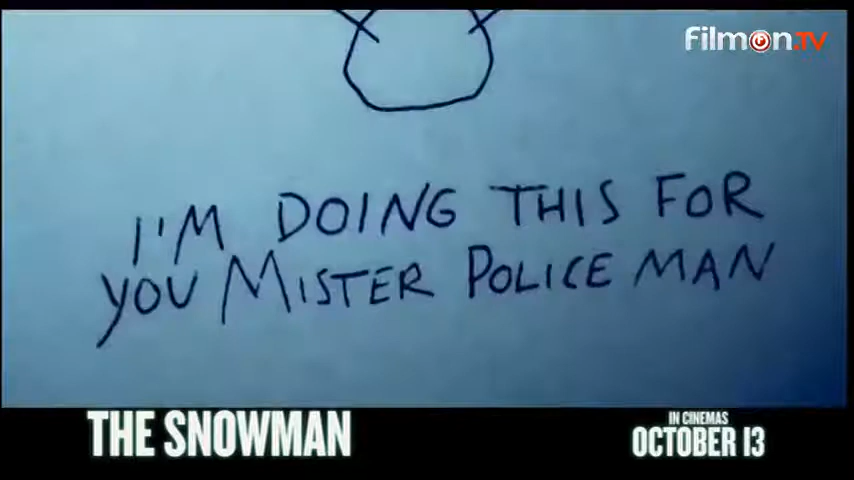 Filmon.TV
I'M DOING THIS FOR
YOU MISTER POLICE MAN
THE SNOWMAN
IN CINEMAS
OCTOBER 13